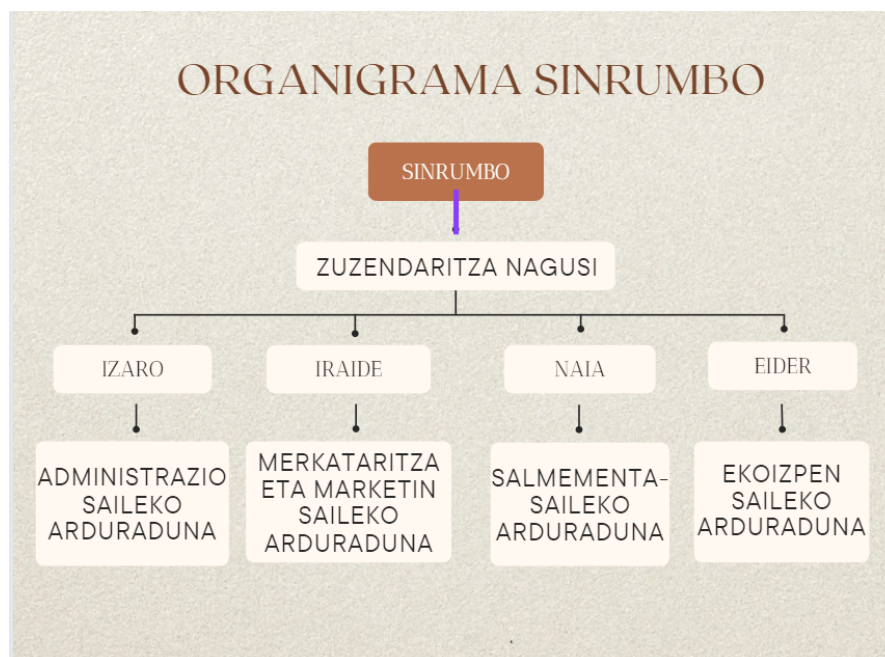 ORGANIGRAMA SINRUMBO
SINRUMBO
ZUZENDARITZA NAGUSI
IZARO
IRAIDE
NAIA
EIDER
ADMINISTRAZIO
SAILEKO
ARDURADUNA
MERKATARITZA
ETA MARKETIN
SAILEKO
ARDURADUNA
SALMEMENTA-
SAILEKO
ARDURADUNA
EKOIZPEN
SAILEKO
ARDURADUNA